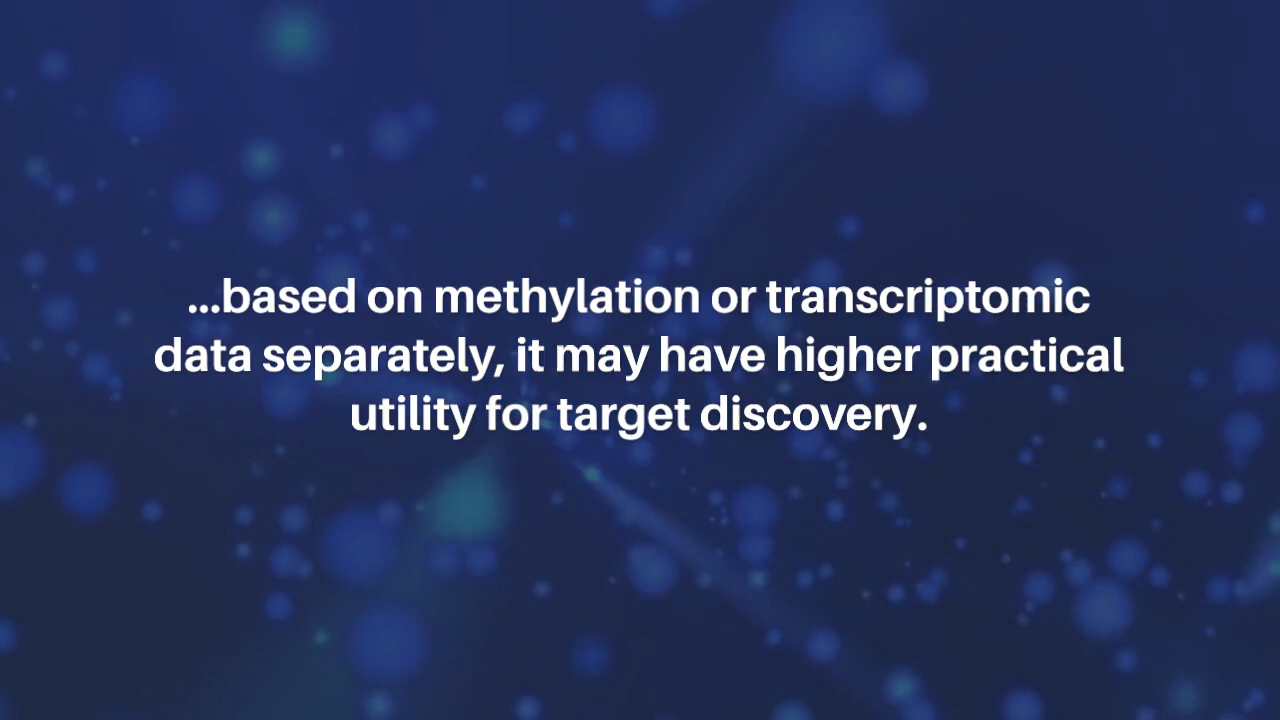 ...based on methylation or transcriptomic
data separately, it may have higher practical
utility for target discovery.